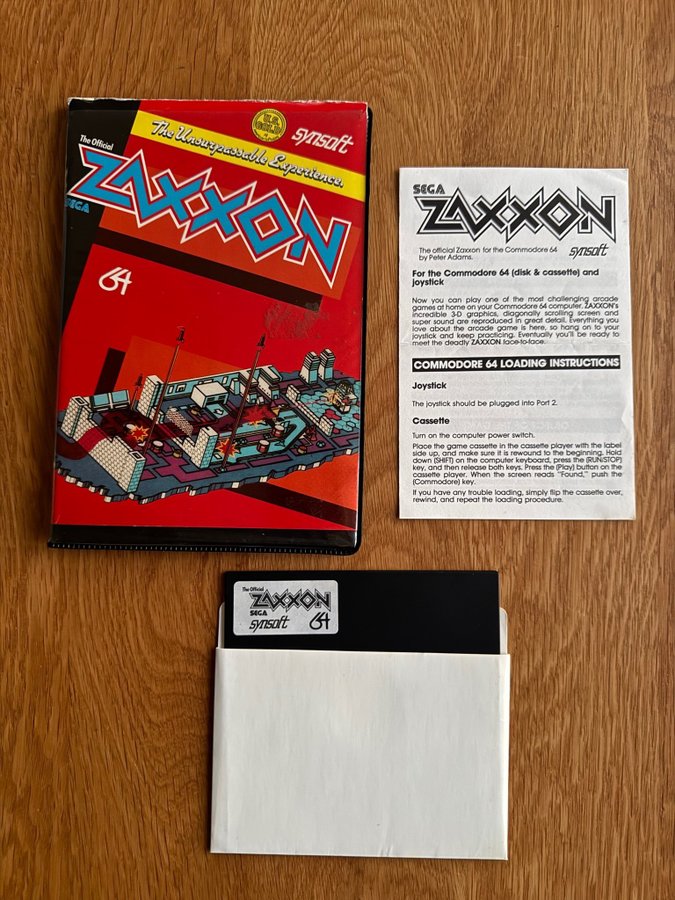 The Unsurpassable Experience.
U.S.
GOLD
synsoft
The Official
ZAXXON
SEGA
64
SEGA
ZAXXON
The official Zaxxon for the Commodore 64
by Peter Adams.
synsoft
For the Commodore 64 (disk & cassette) and
joystick
Now you can play one of the most challenging arcade
games at home on your Commodore 64 computer. ZAXXON's
incredible 3-D graphics, diagonally scrolling screen and
super sound are reproduced in great detail. Everything you
love about the arcade game is here, so hang on to your
joystick and keep practicing. Eventually you'll be ready to
meet the deadly ZAXXON face-to-face.
COMMODORE 64 LOADING INSTRUCTIONS
Joystick
The joystick should be plugged into Port 2.
Cassette
Turn on the computer power switch.
Place the game cassette in the cassette player with the label
side up, and make sure it is rewound to the beginning. Hold
down (SHIFT) on the computer keyboard, press the (RUN/STOP)
key, and then release both keys. Press the (Play) button on the
cassette player. When the screen reads "Found," push the
(Commodore) key.
If you have any trouble loading, simply flip the cassette over,
rewind, and repeat the loading procedure.
The Official
ZAXXON
SEGA
synsoft 64